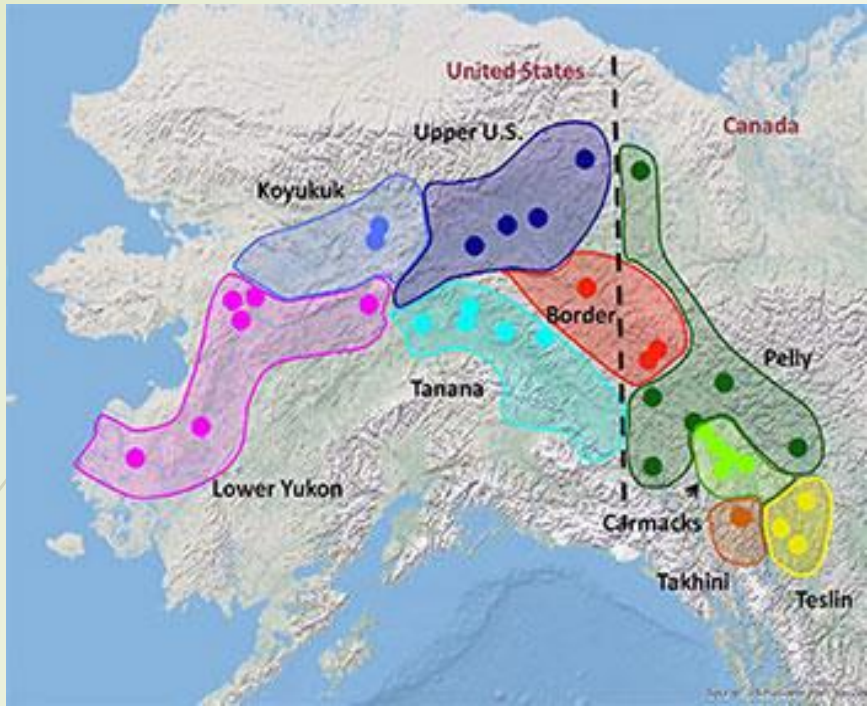 United States
Canada
Upper U.S.
Koyukuk
Border
Pelly
Tanana
Lower Yukon
Carmacks
Takhini
Teslin